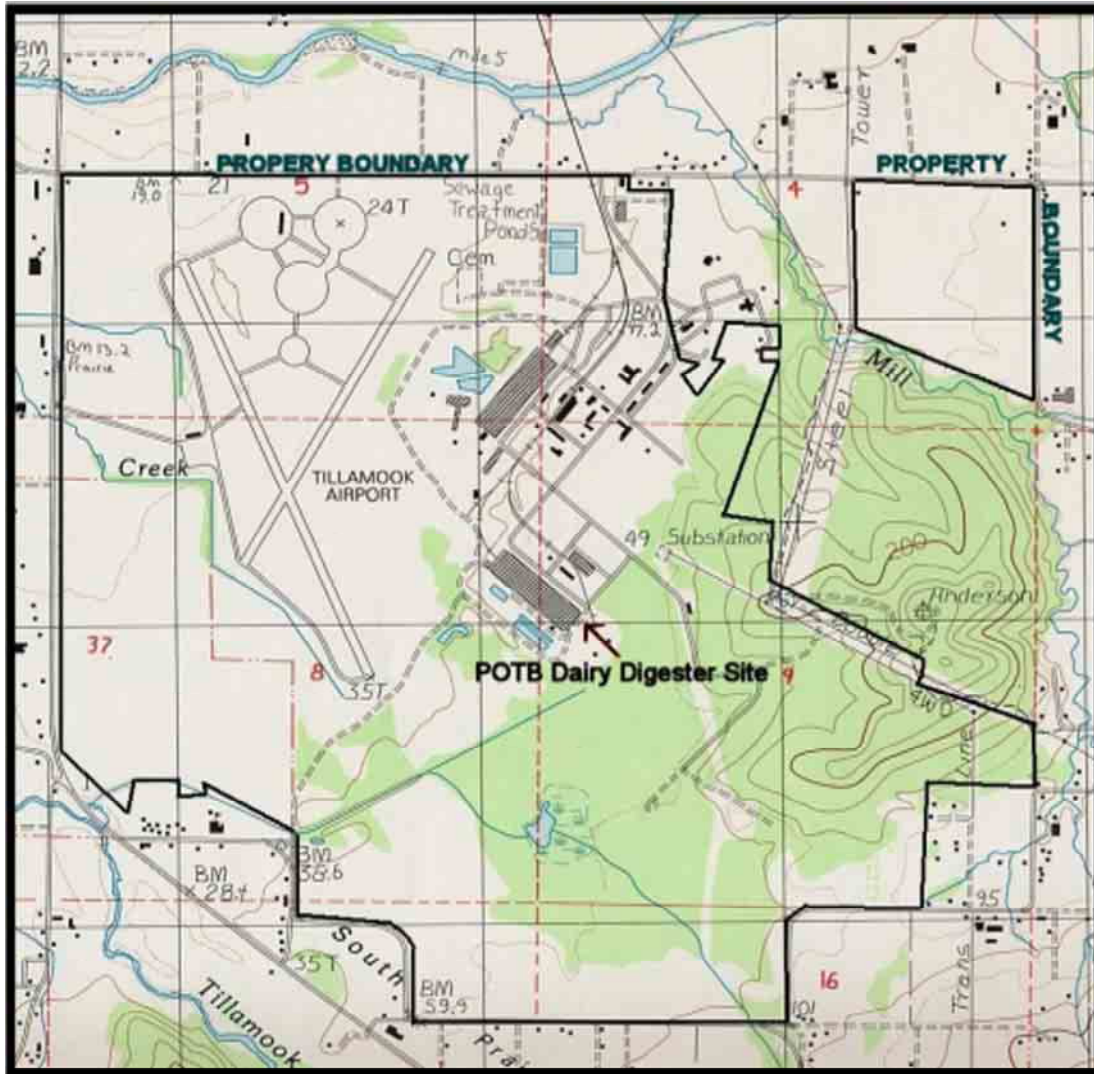 BM
2.2
Mile 5
Tower
PROPERY BOUNDARY
PROPERTY
BM
19.0
21
5
24T
Sewage
Treatment
Ponds
4
BOUNDARY
Cem
BM
47.2
BM 13.2
Prairie
Mill
Steel
Creek
TILLAMOOK
AIRPORT
49 Substation
200
Anderson
37
8
35T
POTB Dairy Digester Site
9
4WD
Line
BM
38.6
BM
28.4
95
South
35T
16
BM
59.9
101
Trans
Tillamook
Prai